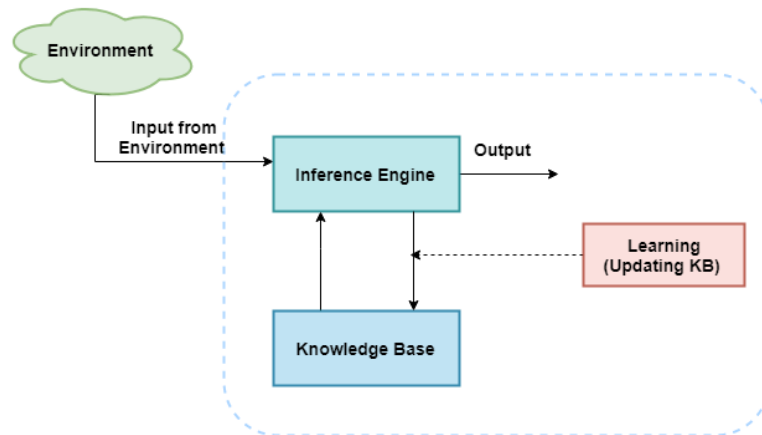 Environment
Input from
Environment
Inference Engine
Output
Learning
(Updating KB)
Knowledge Base